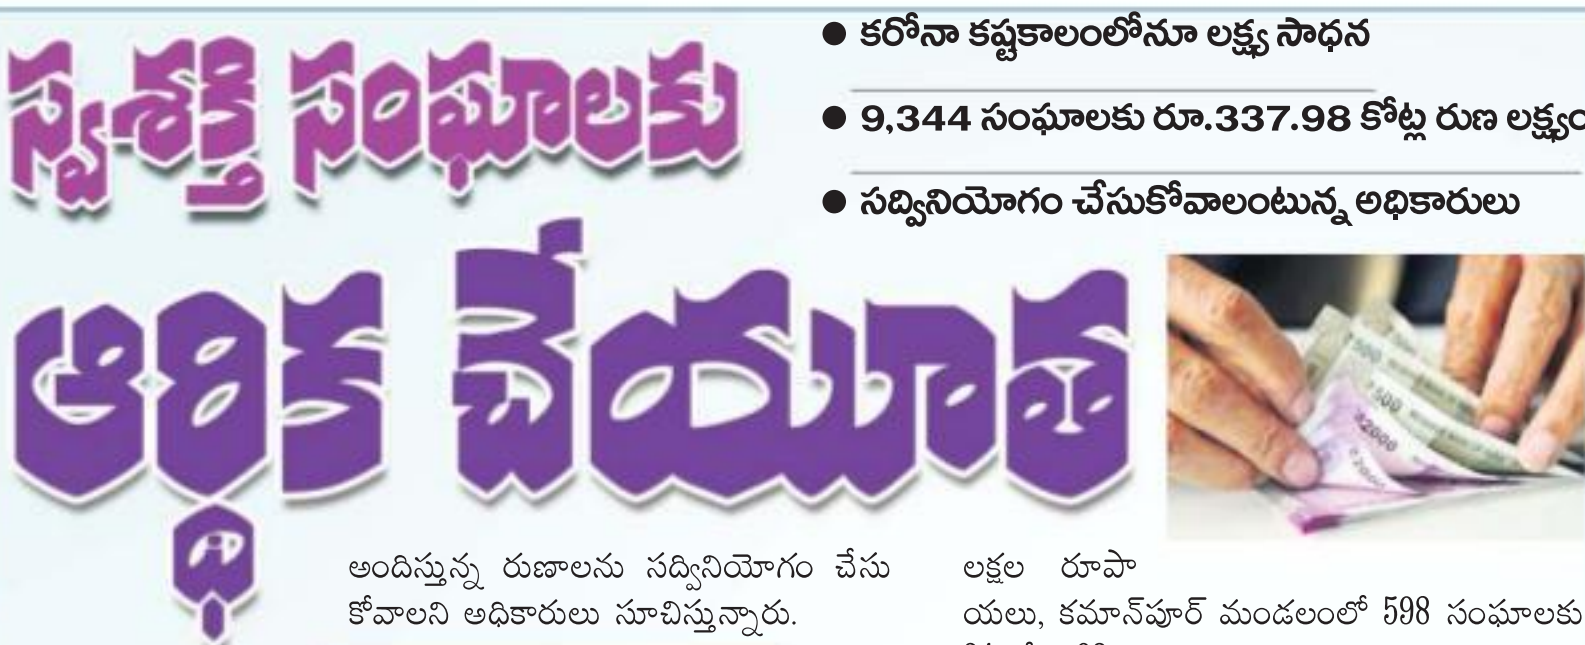 స్వశక్తి సంఘాలకు
ఆర్థిక చేయూత
● కరోనా కష్టకాలంలోనూ లక్ష్య సాధన
● 9,344 సంఘాలకు రూ.337.98 కోట్ల రుణ లక్ష్యం
● సద్వినియోగం చేసుకోవాలంటున్న అధికారులు
అందిస్తున్న రుణాలను సద్వినియోగం చేసు
కోవాలని అధికారులు సూచిస్తున్నారు.
లక్షల రూపా
యలు, కమాన్‌పూర్ మండలంలో 598 సంఘాలకు